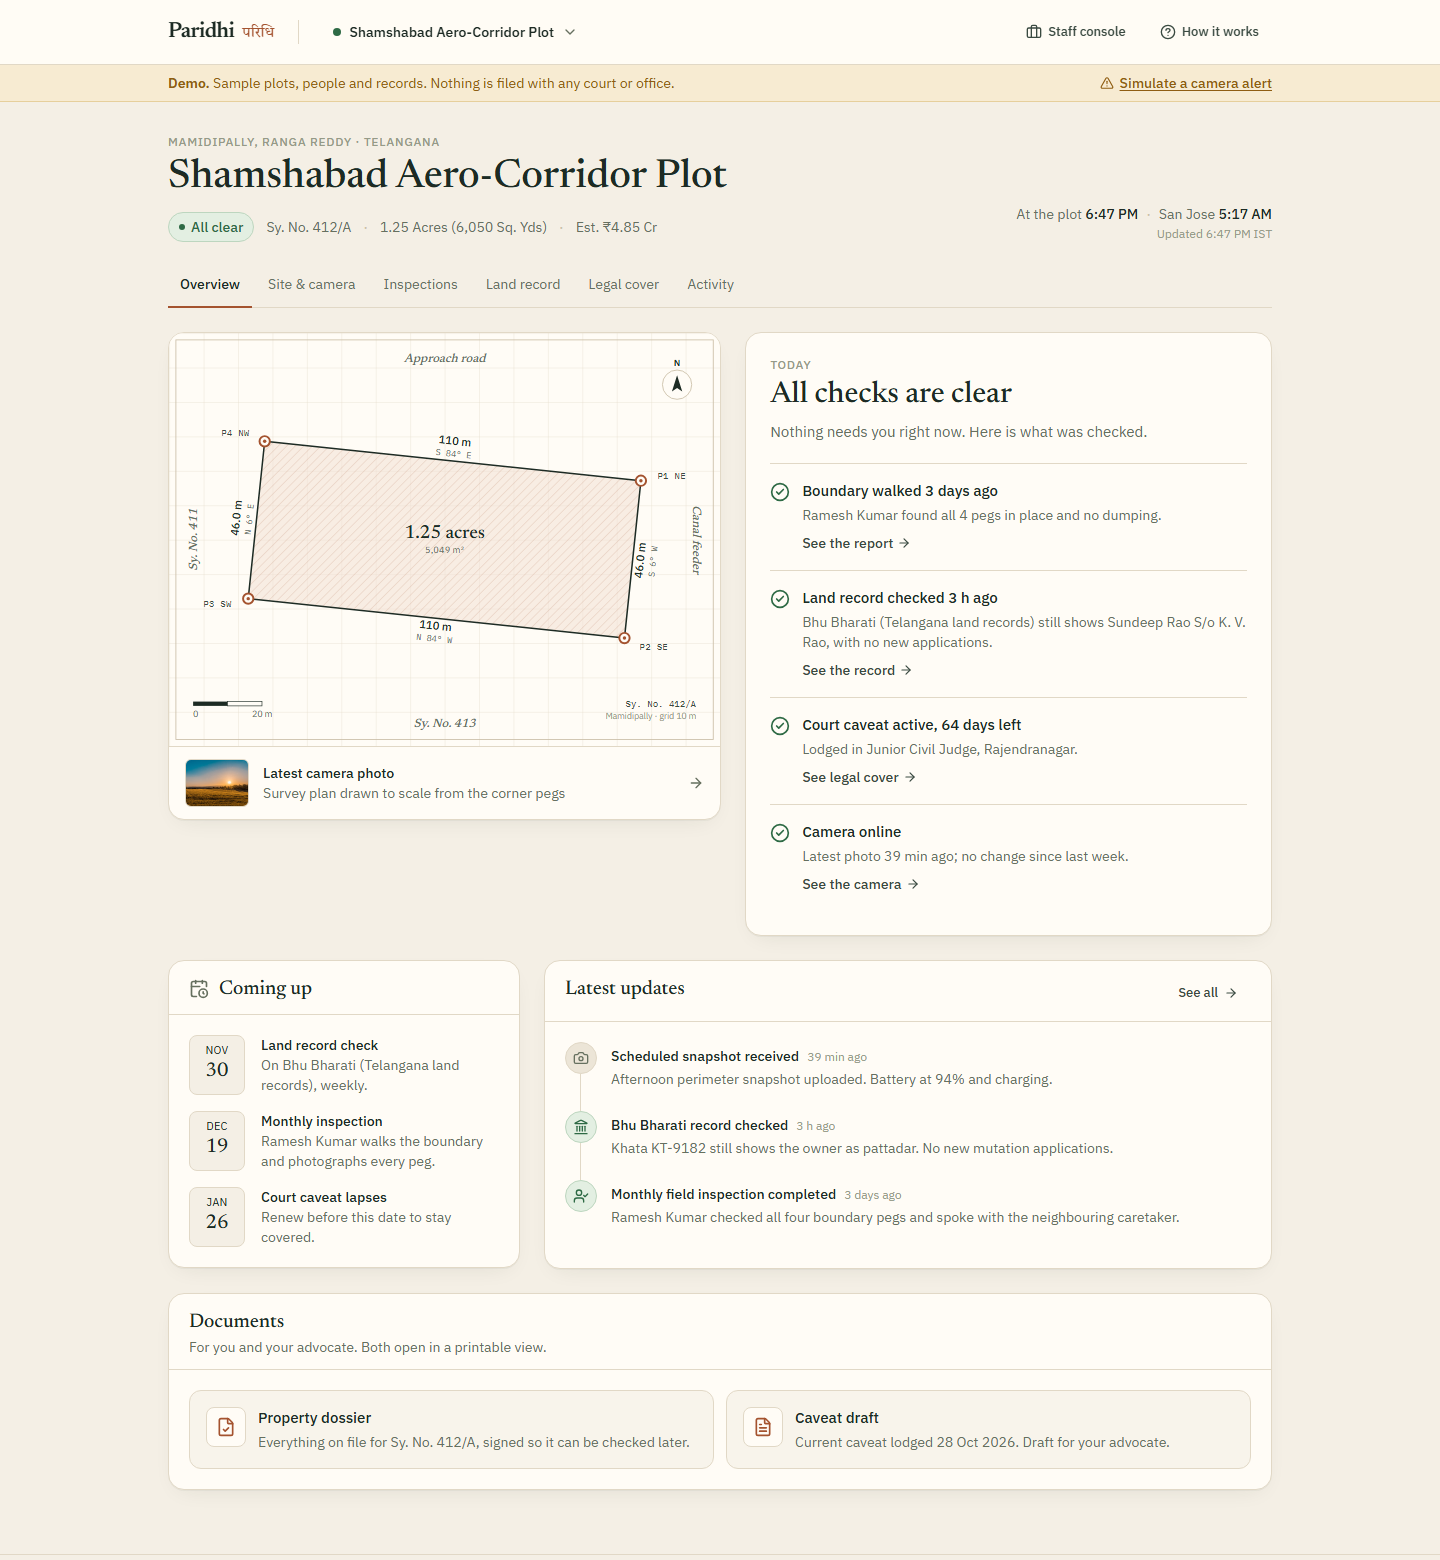 Paridhi परिधि
Shamshabad Aero-Corridor Plot
Staff console
How it works
Demo. Sample plots, people and records. Nothing is filed with any court or office.
Simulate a camera alert
MAMIDIPALLY, RANGA REDDY · TELANGANA
Shamshabad Aero-Corridor Plot
All clear
Sy. No. 412/A · 1.25 Acres (6,050 Sq. Yds) · Est. ₹4.85 Cr
At the plot 6:47 PM · San Jose 5:17 AM
Updated 6:47 PM IST
Overview
Site & camera
Inspections
Land record
Legal cover
Activity
Approach road
N
P4 NW
110 m
S 84° E
P1 NE
Sy. No. 411
46.0 m
N 6° E
1.25 acres
5,049 m²
46.0 m
S 6° W
Canal feeder
P3 SW
110 m
N 84° W
P2 SE
0
20 m
Sy. No. 413
Sy. No. 412/A
Mamidipally · grid 10 m
Latest camera photo
Survey plan drawn to scale from the corner pegs
TODAY
All checks are clear
Nothing needs you right now. Here is what was checked.
Boundary walked 3 days ago
Ramesh Kumar found all 4 pegs in place and no dumping.
See the report
Land record checked 3 h ago
Bhu Bharati (Telangana land records) still shows Sundeep Rao S/o K. V.
Rao, with no new applications.
See the record
Court caveat active, 64 days left
Lodged in Junior Civil Judge, Rajendranagar.
See legal cover
Camera online
Latest photo 39 min ago; no change since last week.
See the camera
Coming up
NOV
30
Land record check
On Bhu Bharati (Telangana land
records), weekly.
DEC
19
Monthly inspection
Ramesh Kumar walks the boundary
and photographs every peg.
JAN
26
Court caveat lapses
Renew before this date to stay
covered.
Latest updates
See all
Scheduled snapshot received 39 min ago
Afternoon perimeter snapshot uploaded. Battery at 94% and charging.
Bhu Bharati record checked 3 h ago
Khata KT-9182 still shows the owner as pattadar. No new mutation applications.
Monthly field inspection completed 3 days ago
Ramesh Kumar checked all four boundary pegs and spoke with the neighbouring caretaker.
Documents
For you and your advocate. Both open in a printable view.
Property dossier
Everything on file for Sy. No. 412/A, signed so it can be checked later.
Caveat draft
Current caveat lodged 28 Oct 2026. Draft for your advocate.